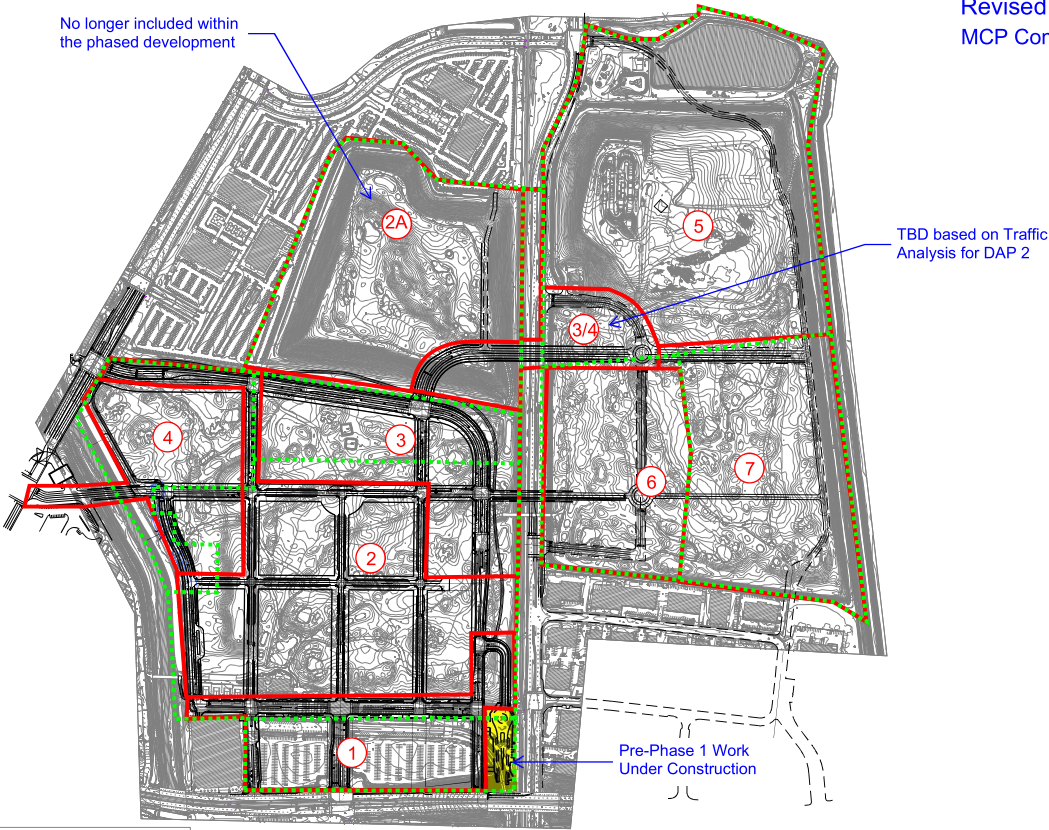 Revised
MCP Con
No longer included within
the phased development
2A
5
TBD based on Traffic
Analysis for DAP 2
3/4
4
3
7
6
2
1
Pre-Phase 1 Work
Under Construction